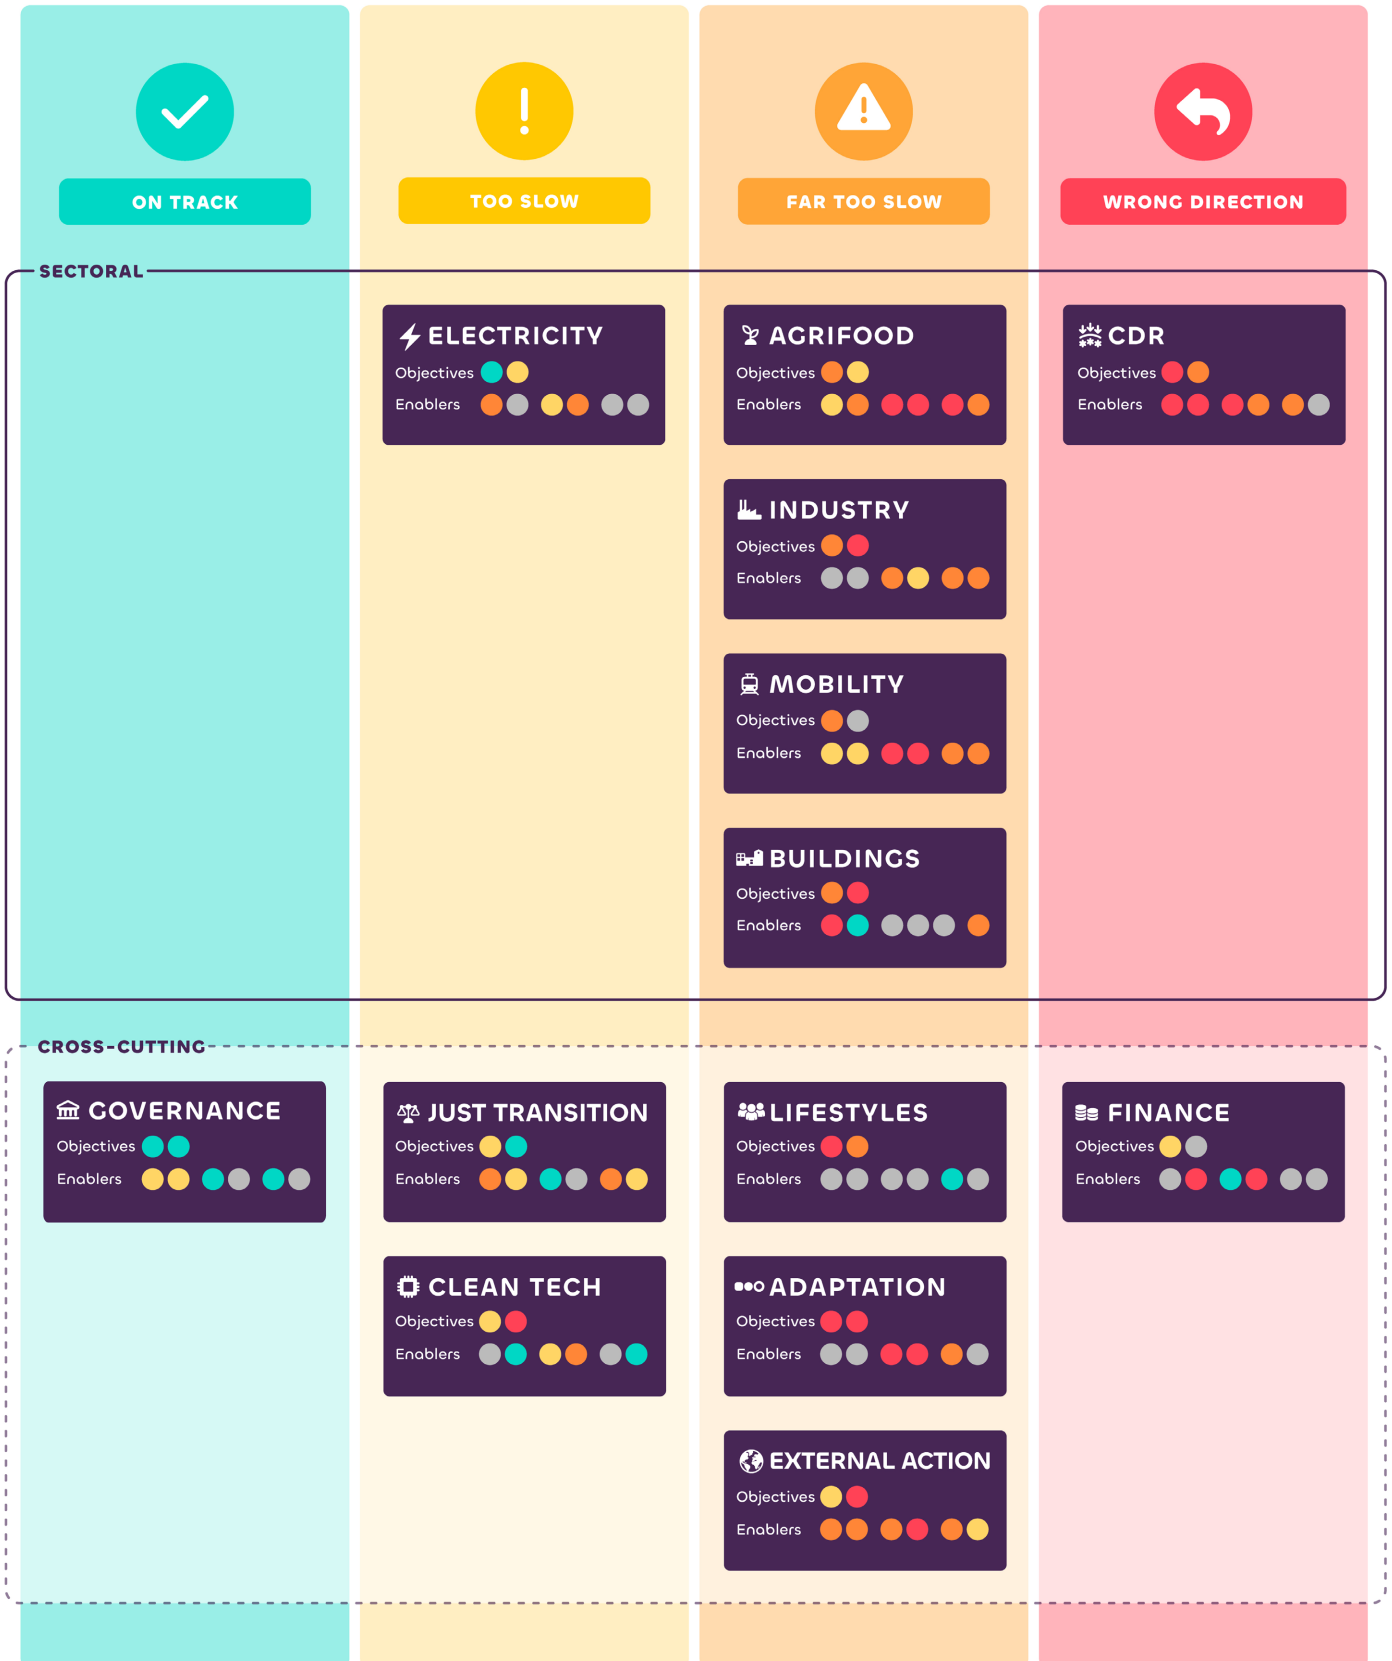 ON TRACK
TOO SLOW
FAR TOO SLOW
WRONG DIRECTION
SECTORAL
ELECTRICITY
Objectives
Enablers
AGRIFOOD
Objectives
Enablers
CDR
Objectives
Enablers
INDUSTRY
Objectives
Enablers
MOBILITY
Objectives
Enablers
BUILDINGS
Objectives
Enablers
CROSS-CUTTING
GOVERNANCE
Objectives
Enablers
JUST TRANSITION
Objectives
Enablers
LIFESTYLES
Objectives
Enablers
FINANCE
Objectives
Enablers
CLEAN TECH
Objectives
Enablers
ADAPTATION
Objectives
Enablers
EXTERNAL ACTION
Objectives
Enablers